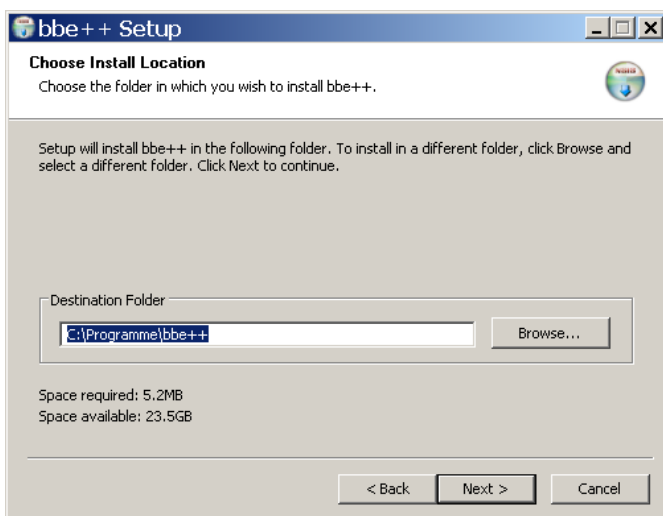 bbe++ Setup
Choose Install Location
Choose the folder in which you wish to install bbe++.
Setup will install bbe++ in the following folder. To install in a different folder, click Browse and
select a different folder. Click Next to continue.
Destination Folder
C:\Programme\bbe++
Browse...
Space required: 5.2MB
Space available: 23.5GB
< Back
Next >
Cancel